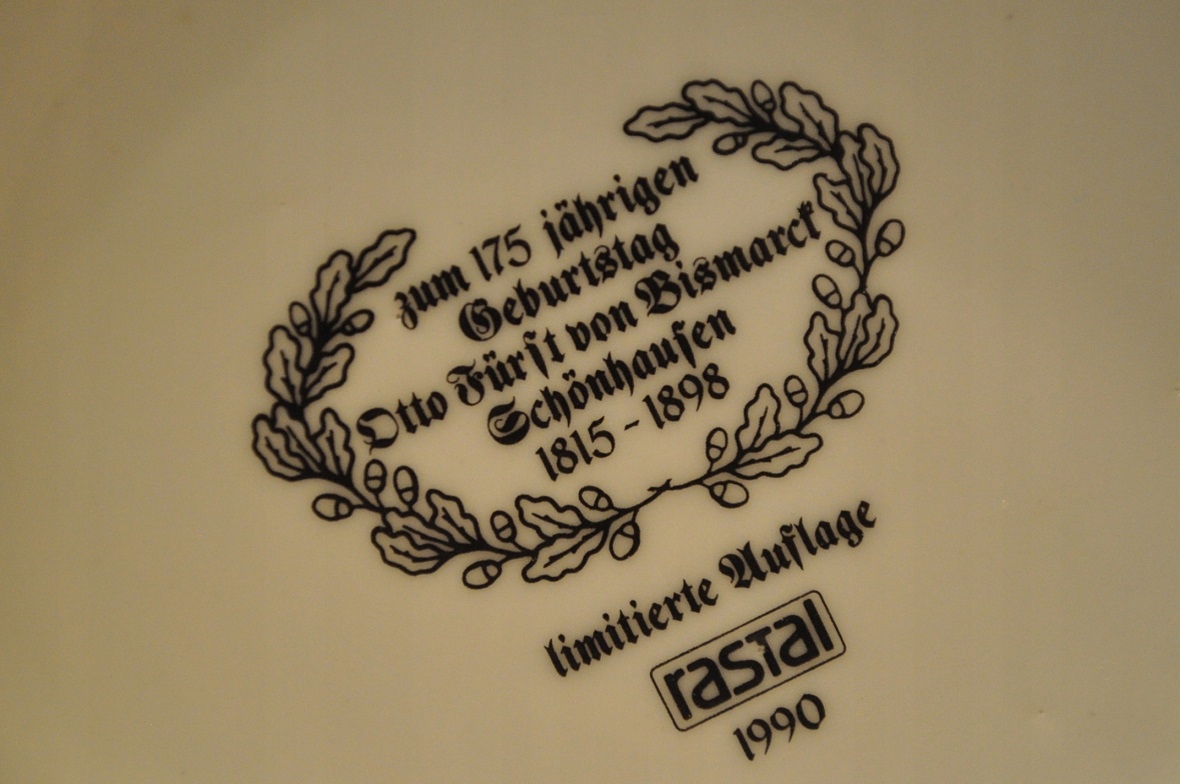 zum 175 jährigen
Geburtstag
Otto Fürſt von Bismarck
Schönhauſen
1815 - 1898
limitierte Auflage
rastal
1990